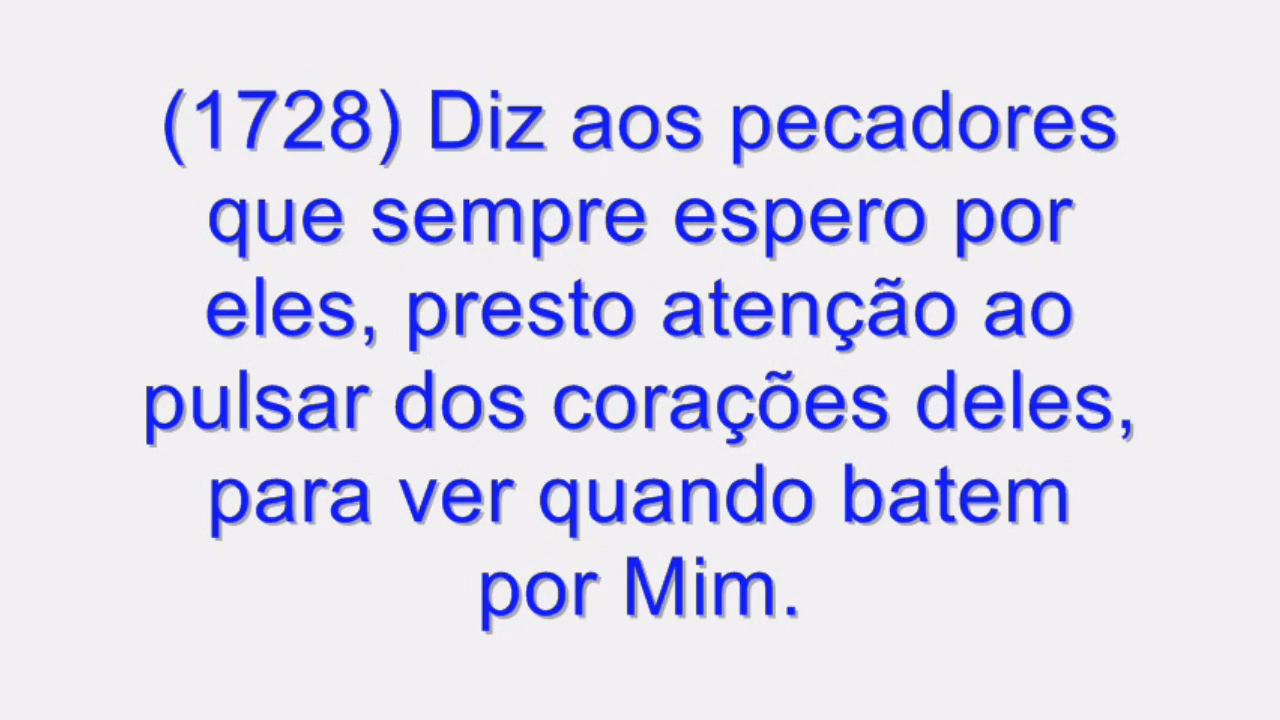 (1728) Diz aos pecadores
que sempre espero por
eles, presto atenção ao
pulsar dos corações deles,
para ver quando batem
por Mim.